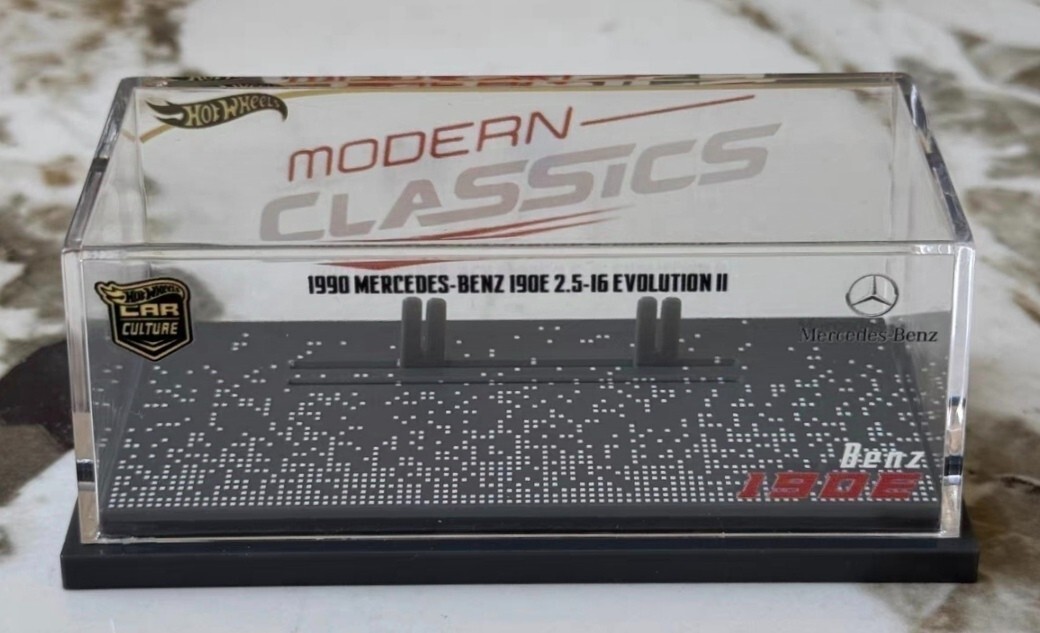 HOT WHEELS
MODERN
CLASSICS
1990 MERCEDES-BENZ 190E 2.5-16 EVOLUTION II
HOT WHEELS
CAR
CULTURE
Mercedes-Benz
Benz
190E